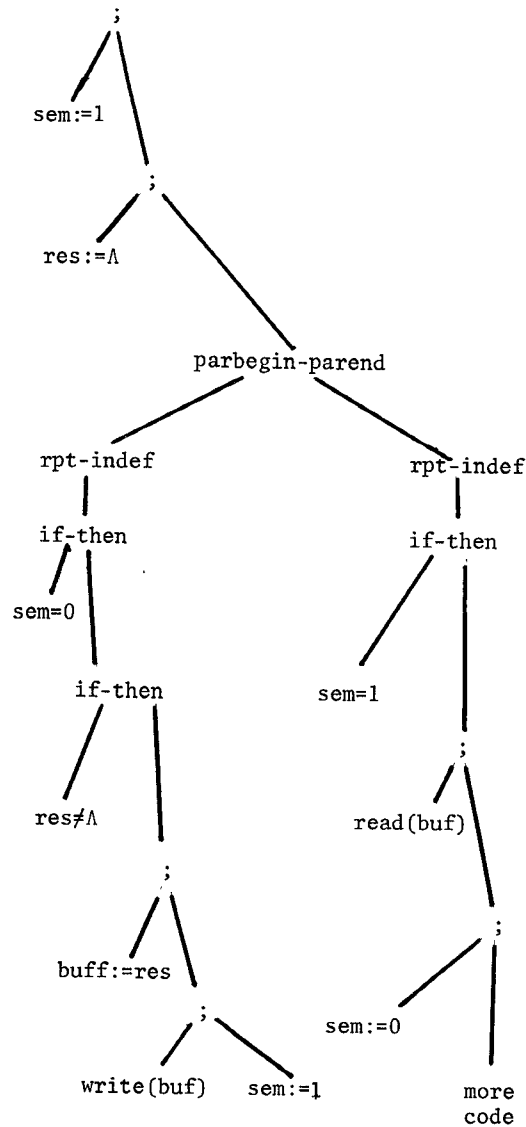 ;
sem:=1
;
res:=Λ
parbegin-parend
rpt-indef
rpt-indef
if-then
if-then
sem=0
if-then
sem=1
;
res≠Λ
read(buf)
;
;
buff:=res
;
sem:=0
write(buf)
sem:=1
more
code